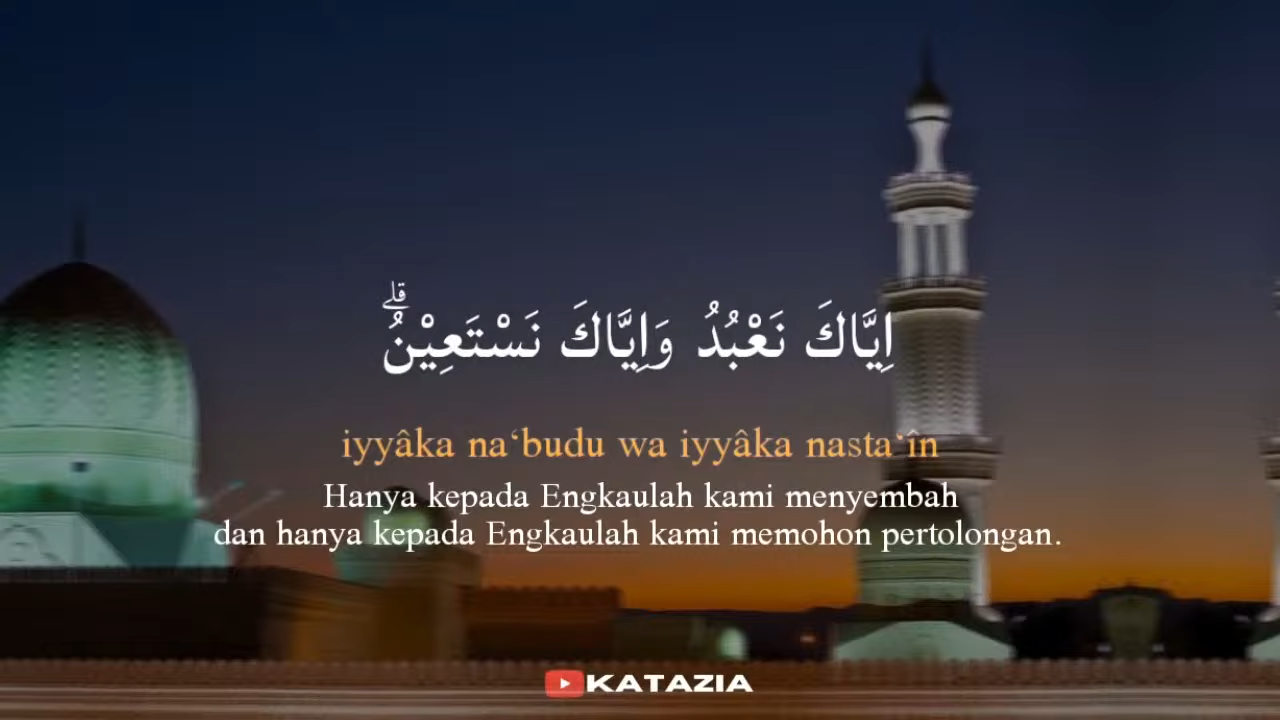 اِيَّاكَ نَعْبُدُ وَاِيَّاكَ نَسْتَعِيْنُۗ
iyyâka na‘budu wa iyyâka nasta‘în
Hanya kepada Engkaulah kami menyembah
dan hanya kepada Engkaulah kami memohon pertolongan.
KATAZIA